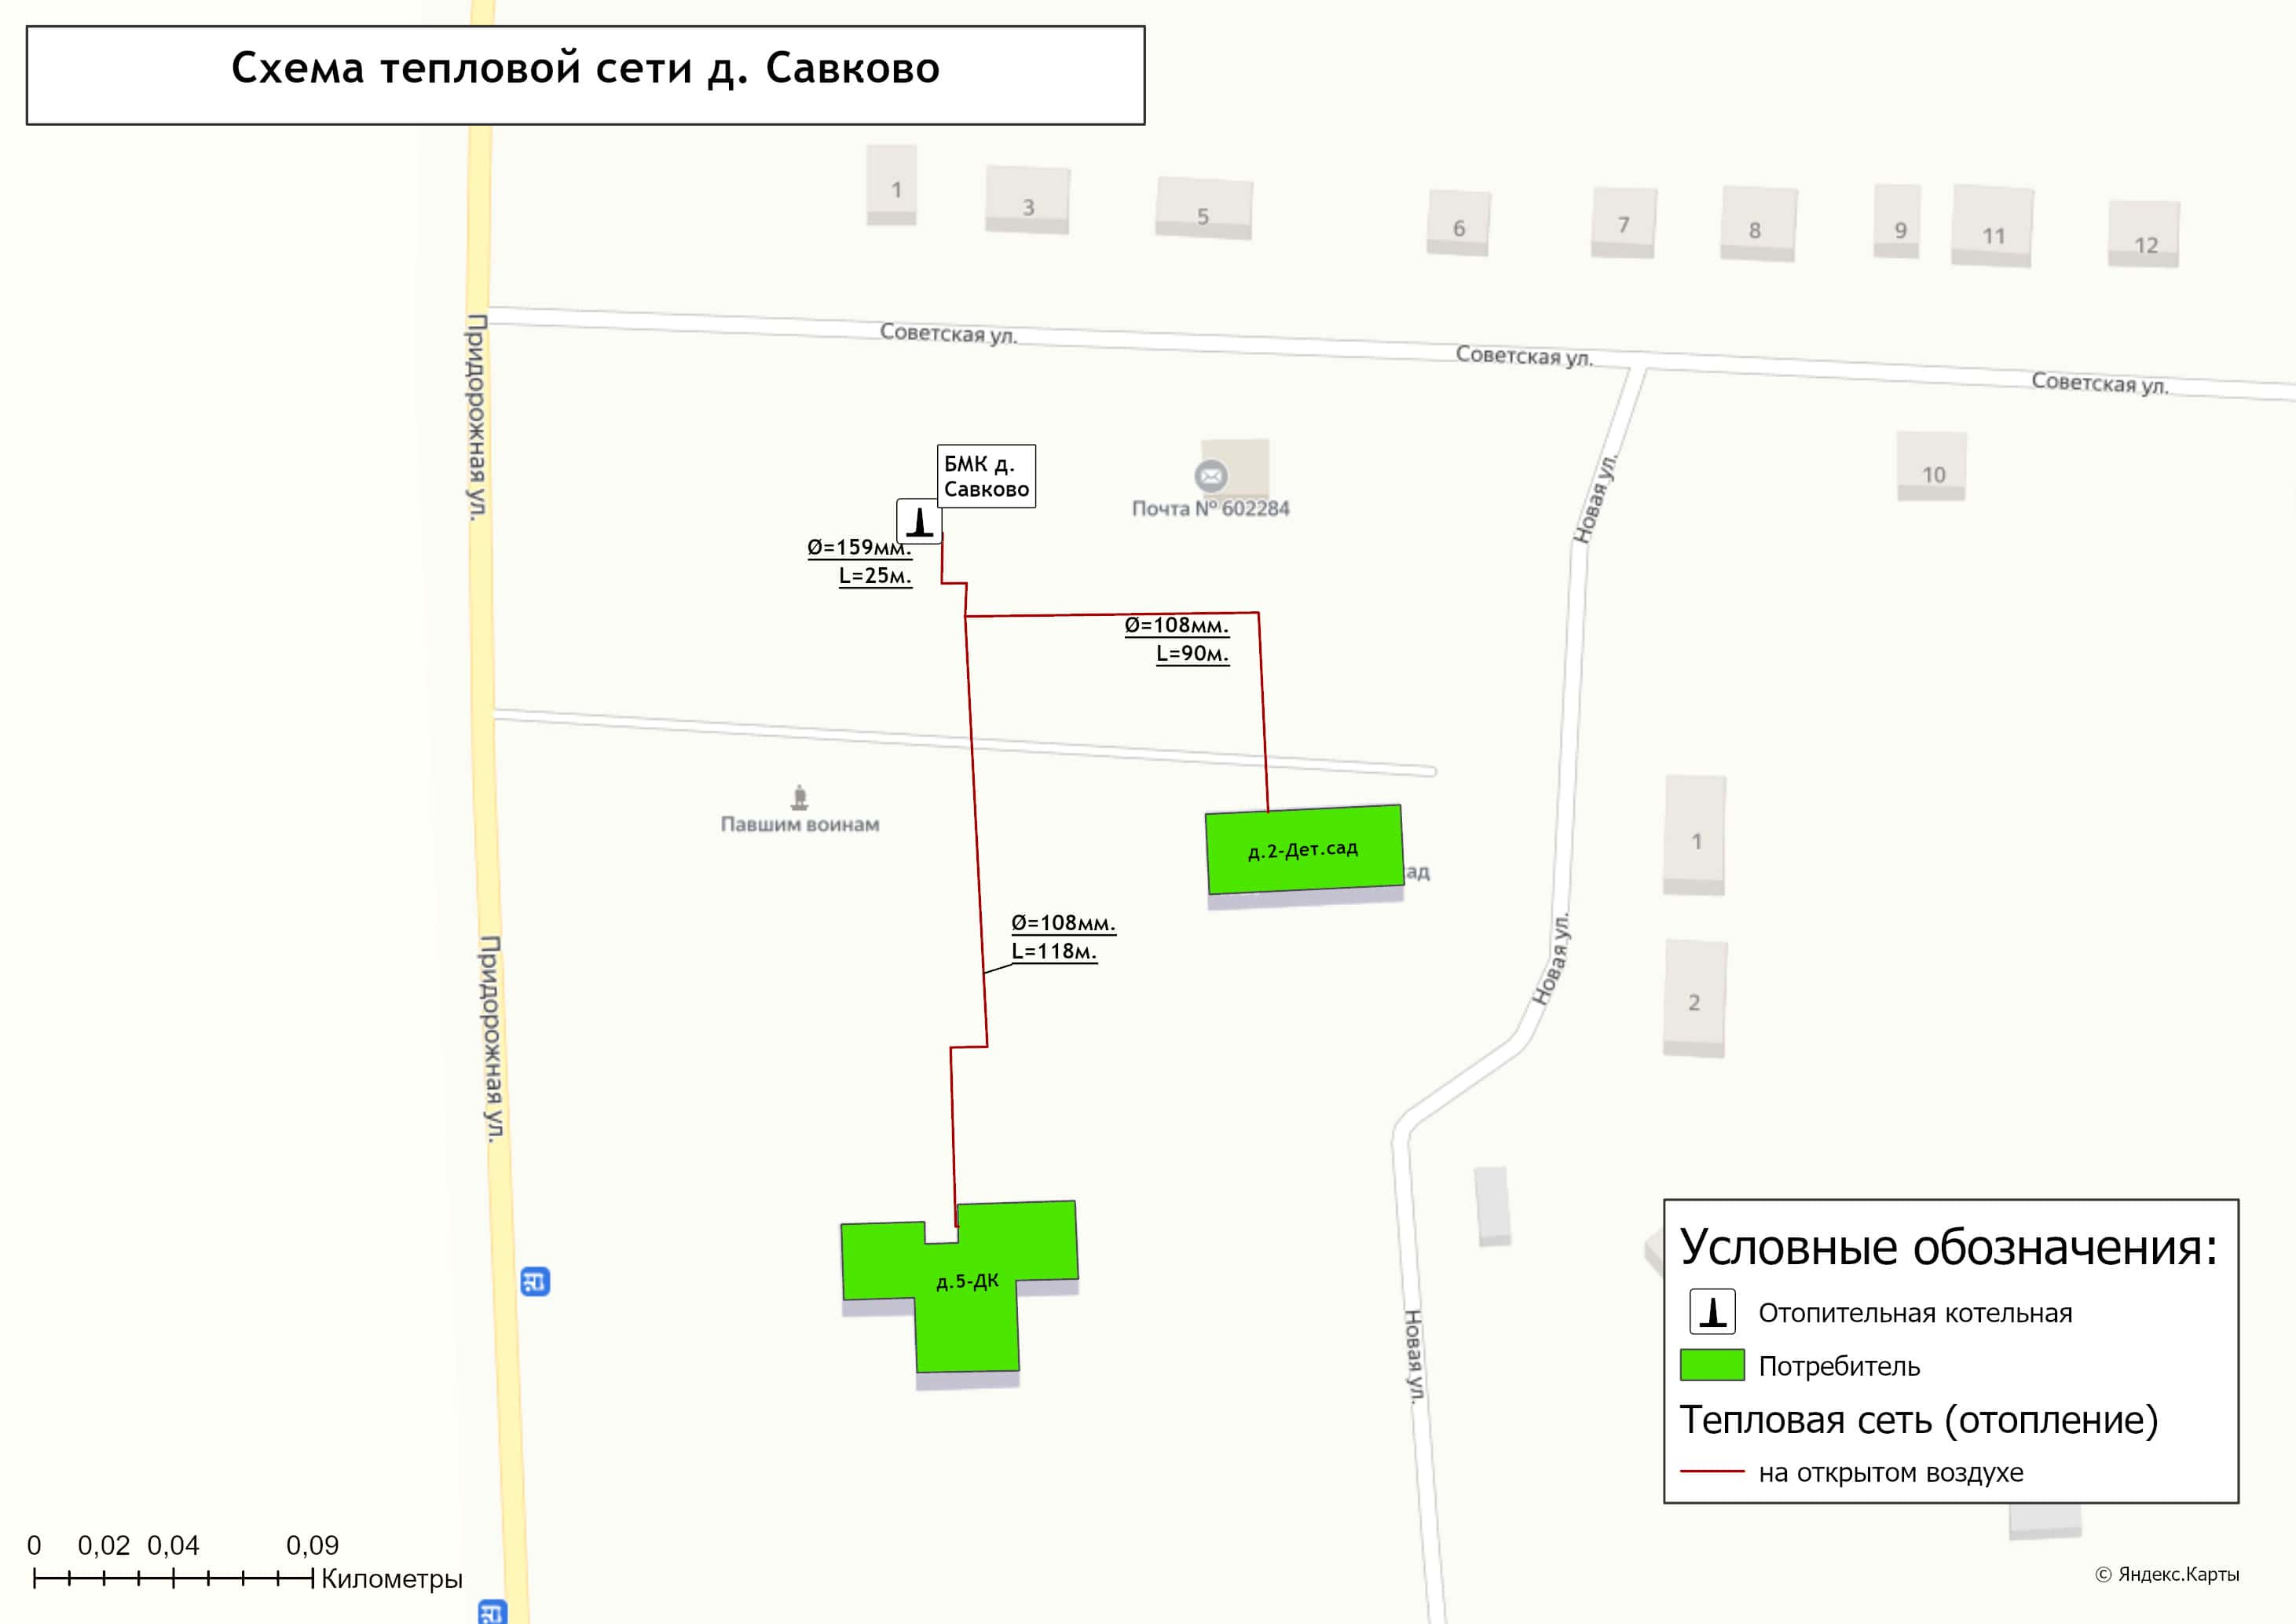 Схема тепловой сети д. Савково
1
3
5
6
7
8
9
11
12
Советская ул.
Советская ул.
Советская ул.
Придорожная ул.
БМК д.
Савково
Почта № 602284
10
Новая ул.
Ø=159мм.
L=25м.
Ø=108мм.
L=90м.
Павшим воинам
д.2-Дет.сад
ад
1
Ø=108мм.
L=118м.
Новая ул.
2
Придорожная ул.
д.5-ДК
Новая ул.
Условные обозначения:
Отопительная котельная
Потребитель
Тепловая сеть (отопление)
на открытом воздухе
0 0,02 0,04 0,09
Километры
© Яндекс.Карты